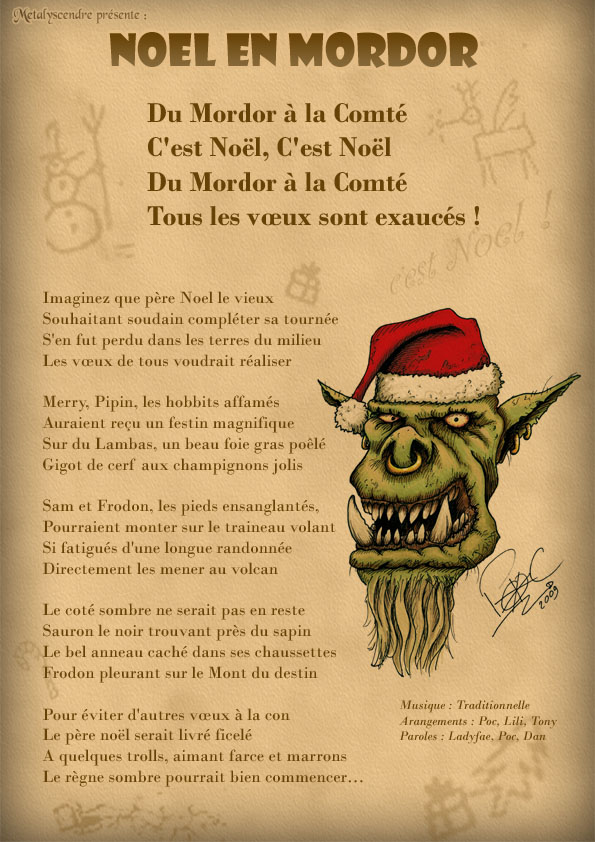 Metalyscendre présente :
NOEL EN MORDOR
Du Mordor à la Comté
C'est Noël, C'est Noël
Du Mordor à la Comté
Tous les vœux sont exaucés !
c'est Noel !
Imaginez que père Noel le vieux
Souhaitant soudain compléter sa tournée
S'en fut perdu dans les terres du milieu
Les vœux de tous voudrait réaliser
Merry, Pipin, les hobbits affamés
Auraient reçu un festin magnifique
Sur du Lambas, un beau foie gras poêlé
Gigot de cerf aux champignons jolis
Sam et Frodon, les pieds ensanglantés,
Pourraient monter sur le traineau volant
Si fatigués d'une longue randonnée
Directement les mener au volcan
Le coté sombre ne serait pas en reste
Sauron le noir trouvant près du sapin
Le bel anneau caché dans ses chaussettes
Frodon pleurant sur le Mont du destin
Pour éviter d'autres vœux à la con
Le père noël serait livré ficelé
A quelques trolls, aimant farce et marrons
Le règne sombre pourrait bien commencer...
2009
Musique : Traditionnelle
Arangements : Poc, Lili, Tony
Paroles : Ladyfae, Poc, Dan